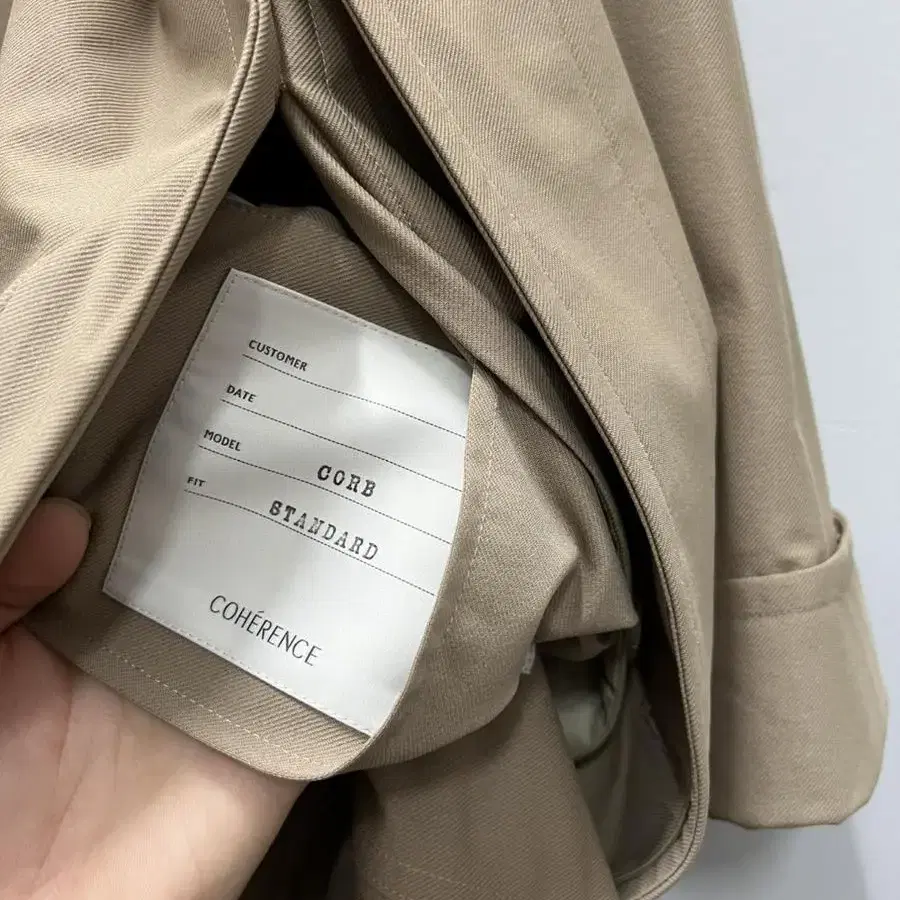 CUSTOMER
DATE
MODEL CORB
FIT STANDARD
COHÉRENCE